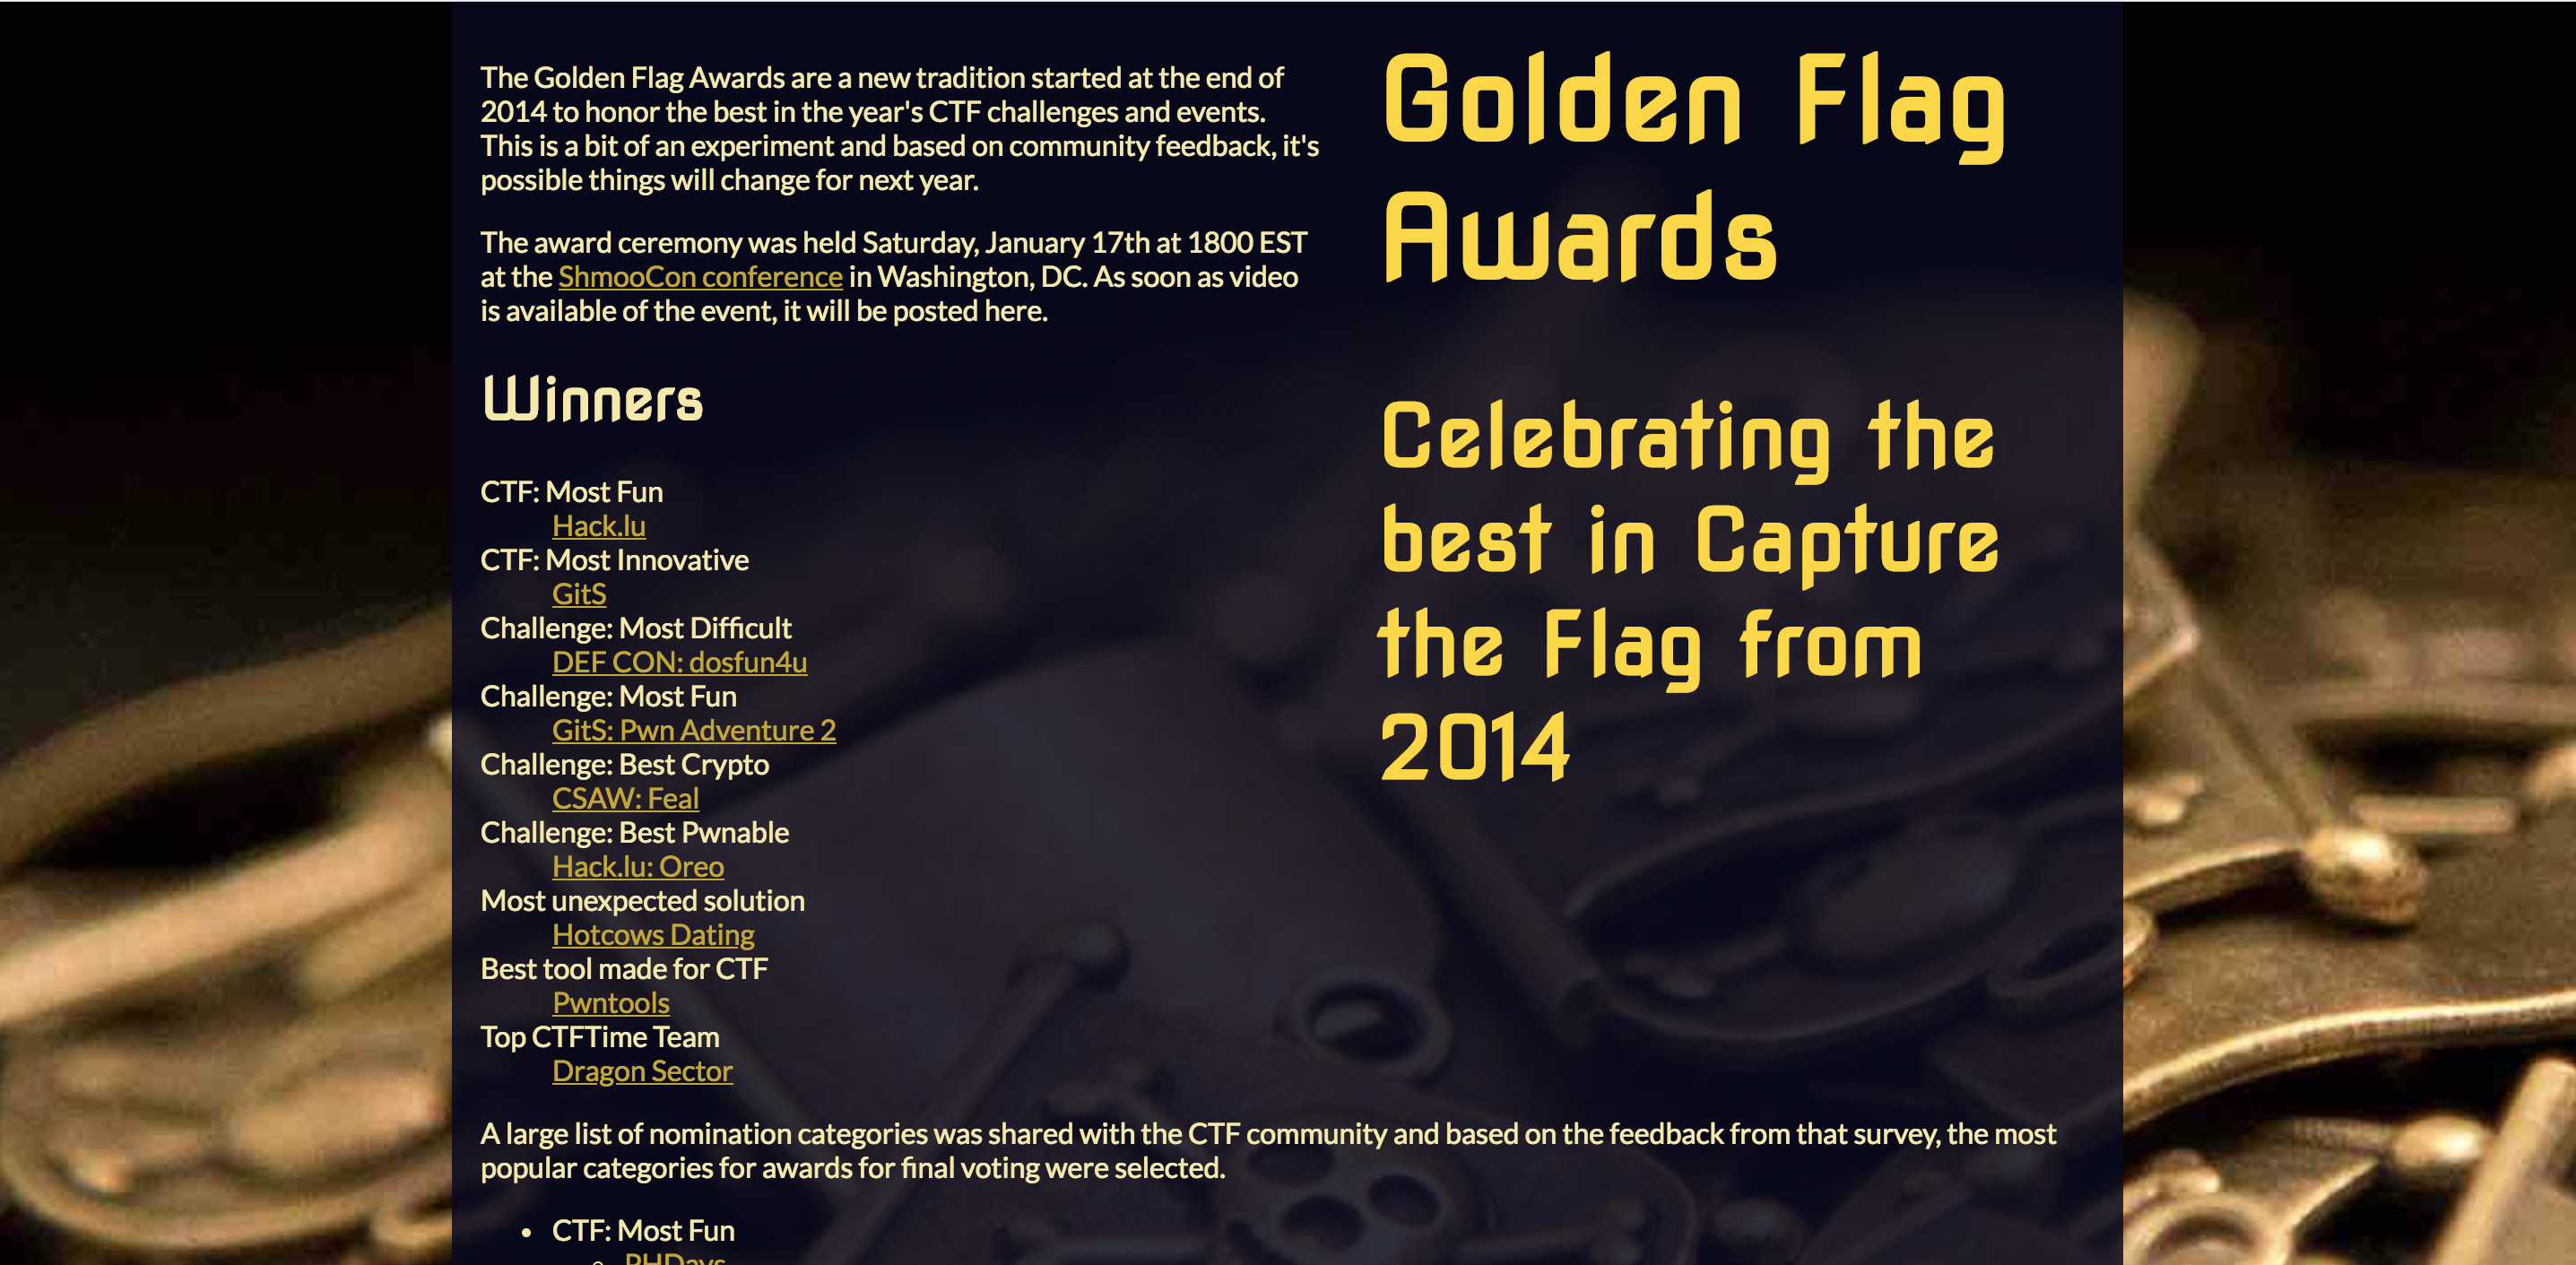 The Golden Flag Awards are a new tradition started at the end of
2014 to honor the best in the year's CTF challenges and events.
This is a bit of an experiment and based on community feedback, it's
possible things will change for next year.
The award ceremony was held Saturday, January 17th at 1800 EST
at the ShmooCon conference in Washington, DC. As soon as video
is available of the event, it will be posted here.
Golden Flag
Awards
Celebrating the
best in Capture
the Flag from
2014
Winners
CTF: Most Fun
Hack.lu
CTF: Most Innovative
GitS
Challenge: Most Difficult
DEF CON: dosfun4u
Challenge: Most Fun
GitS: Pwn Adventure 2
Challenge: Best Crypto
CSAW: Feal
Challenge: Best Pwnable
Hack.lu: Oreo
Most unexpected solution
Hotcows Dating
Best tool made for CTF
Pwntools
Top CTFTime Team
Dragon Sector
A large list of nomination categories was shared with the CTF community and based on the feedback from that survey, the most
popular categories for awards for final voting were selected.
• CTF: Most Fun
PHDays